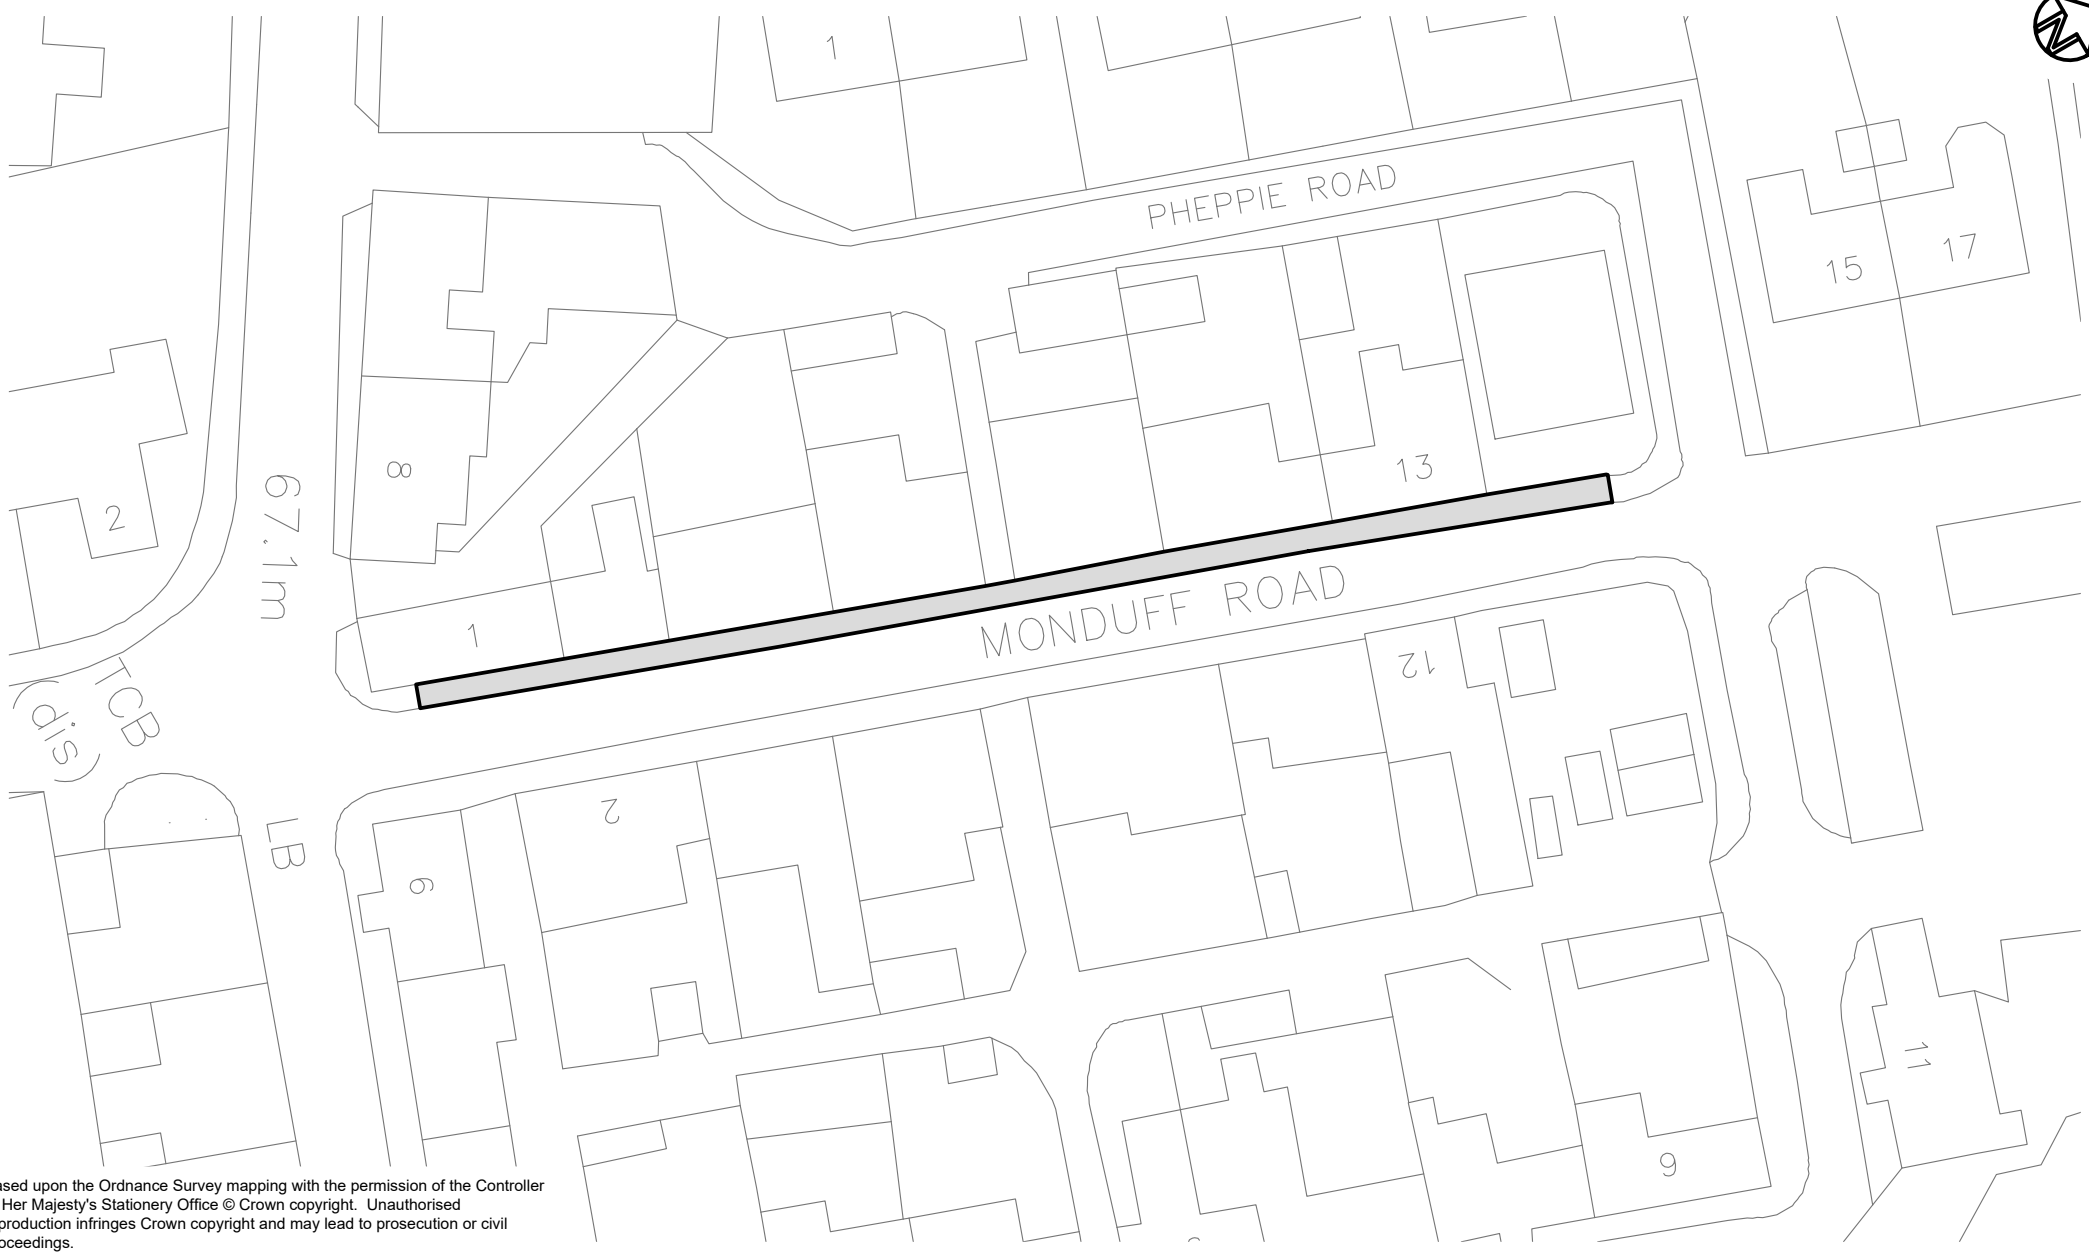 1
PHEPPIE ROAD
15
17
8
13
2
67.1m
1
MONDUFF ROAD
12
TCB
(dis)
2
LB
9
11
9
ased upon the Ordnance Survey mapping with the permission of the Controller
Her Majesty's Stationery Office © Crown copyright. Unauthorised
production infringes Crown copyright and may lead to prosecution or civil
oceedings.